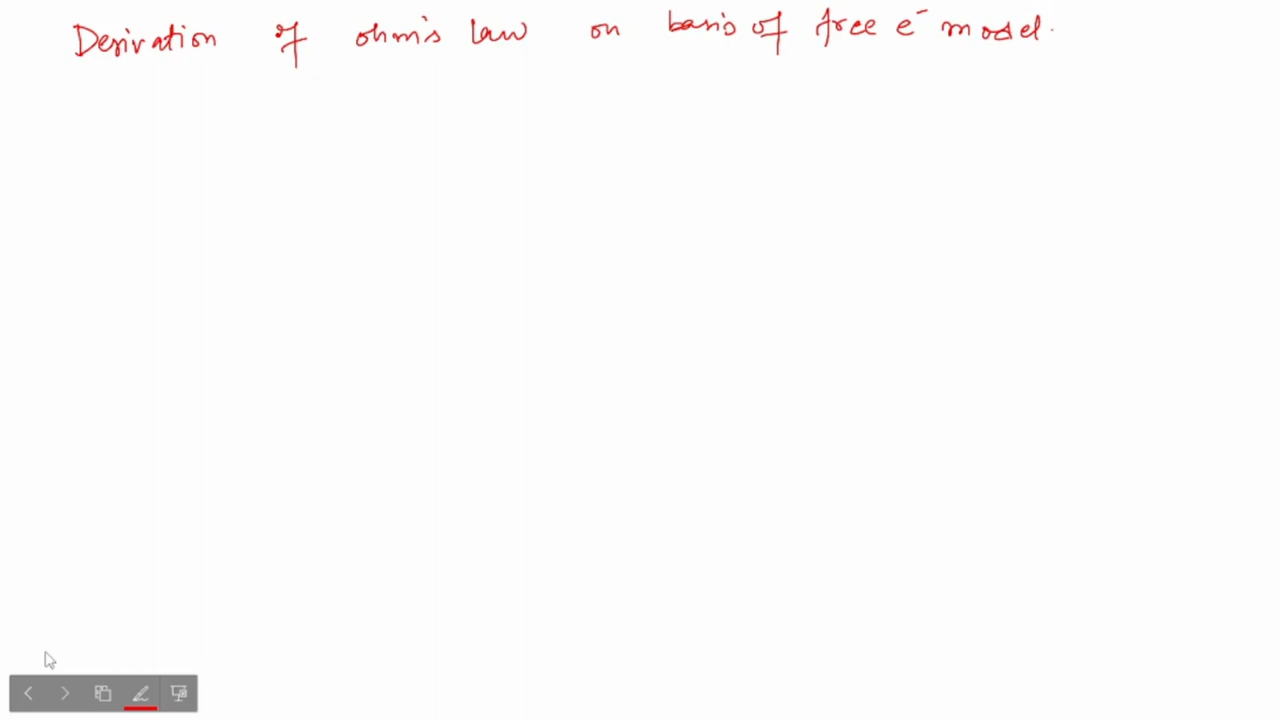 Derivation of ohm's law on basis of free e⁻ model.